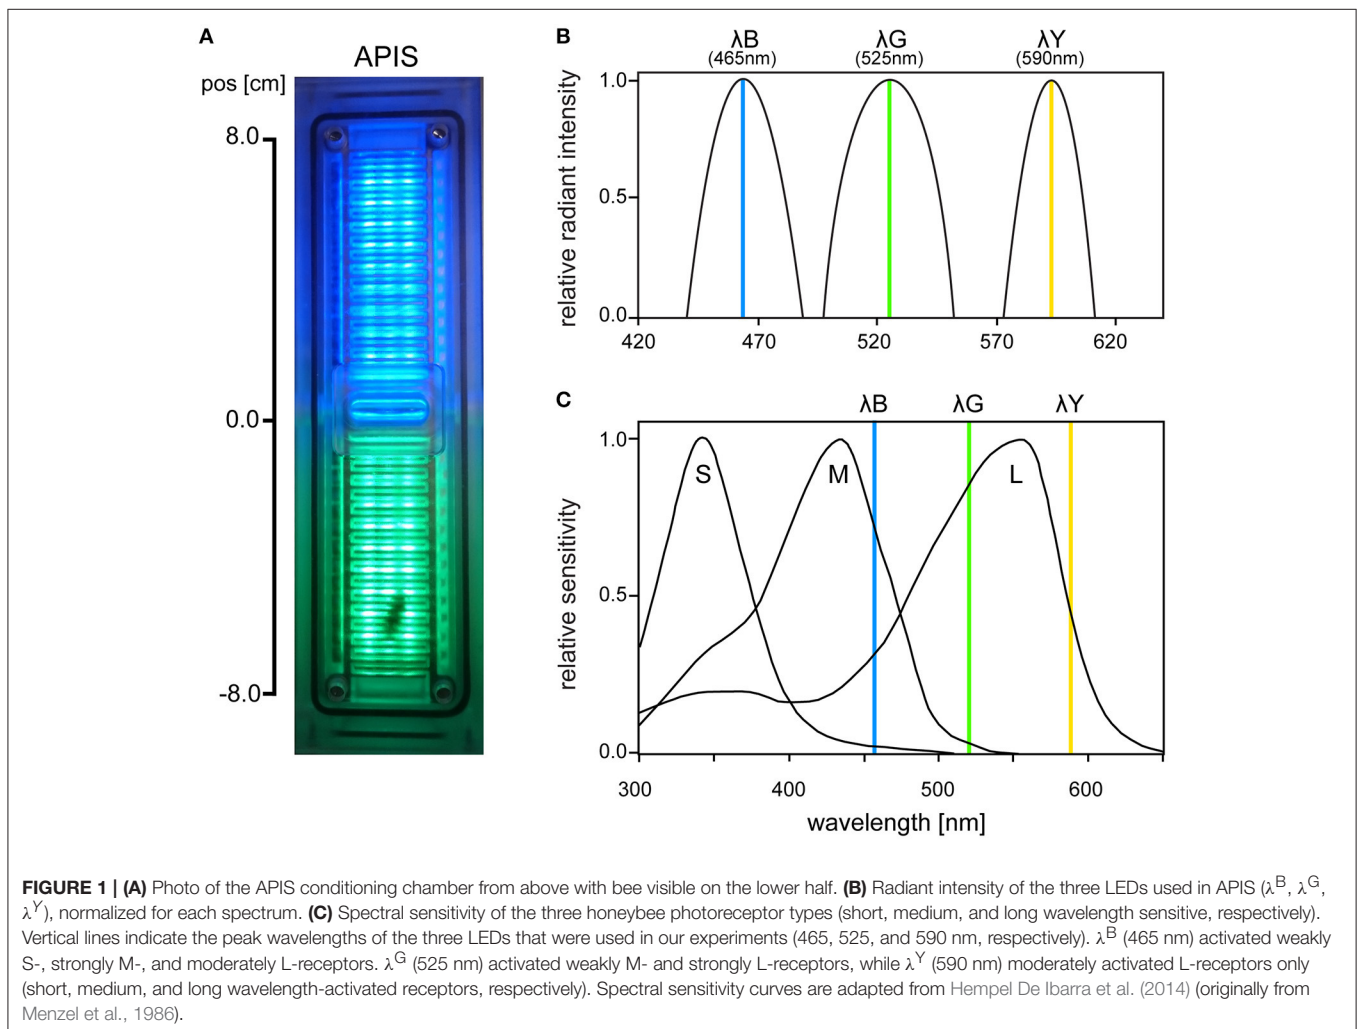 A
APIS
pos [cm]
8.0
0.0
-8.0
B
λB
(465nm)
λG
(525nm)
λY
(590nm)
relative radiant intensity
1.0
0.5
0.0
420
470
520
570
620
C
λB
λG
λY
relative sensitivity
1.0
0.5
0.0
S
M
L
300
400
500
600
wavelength [nm]
FIGURE 1 | (A) Photo of the APIS conditioning chamber from above with bee visible on the lower half. (B) Radiant intensity of the three LEDs used in APIS (λB, λG,
λY), normalized for each spectrum. (C) Spectral sensitivity of the three honeybee photoreceptor types (short, medium, and long wavelength sensitive, respectively).
Vertical lines indicate the peak wavelengths of the three LEDs that were used in our experiments (465, 525, and 590 nm, respectively). λB (465 nm) activated weakly
S-, strongly M-, and moderately L-receptors. λG (525 nm) activated weakly M- and strongly L-receptors, while λY (590 nm) moderately activated L-receptors only
(short, medium, and long wavelength-activated receptors, respectively). Spectral sensitivity curves are adapted from Hempel De Ibarra et al. (2014) (originally from
Menzel et al., 1986).